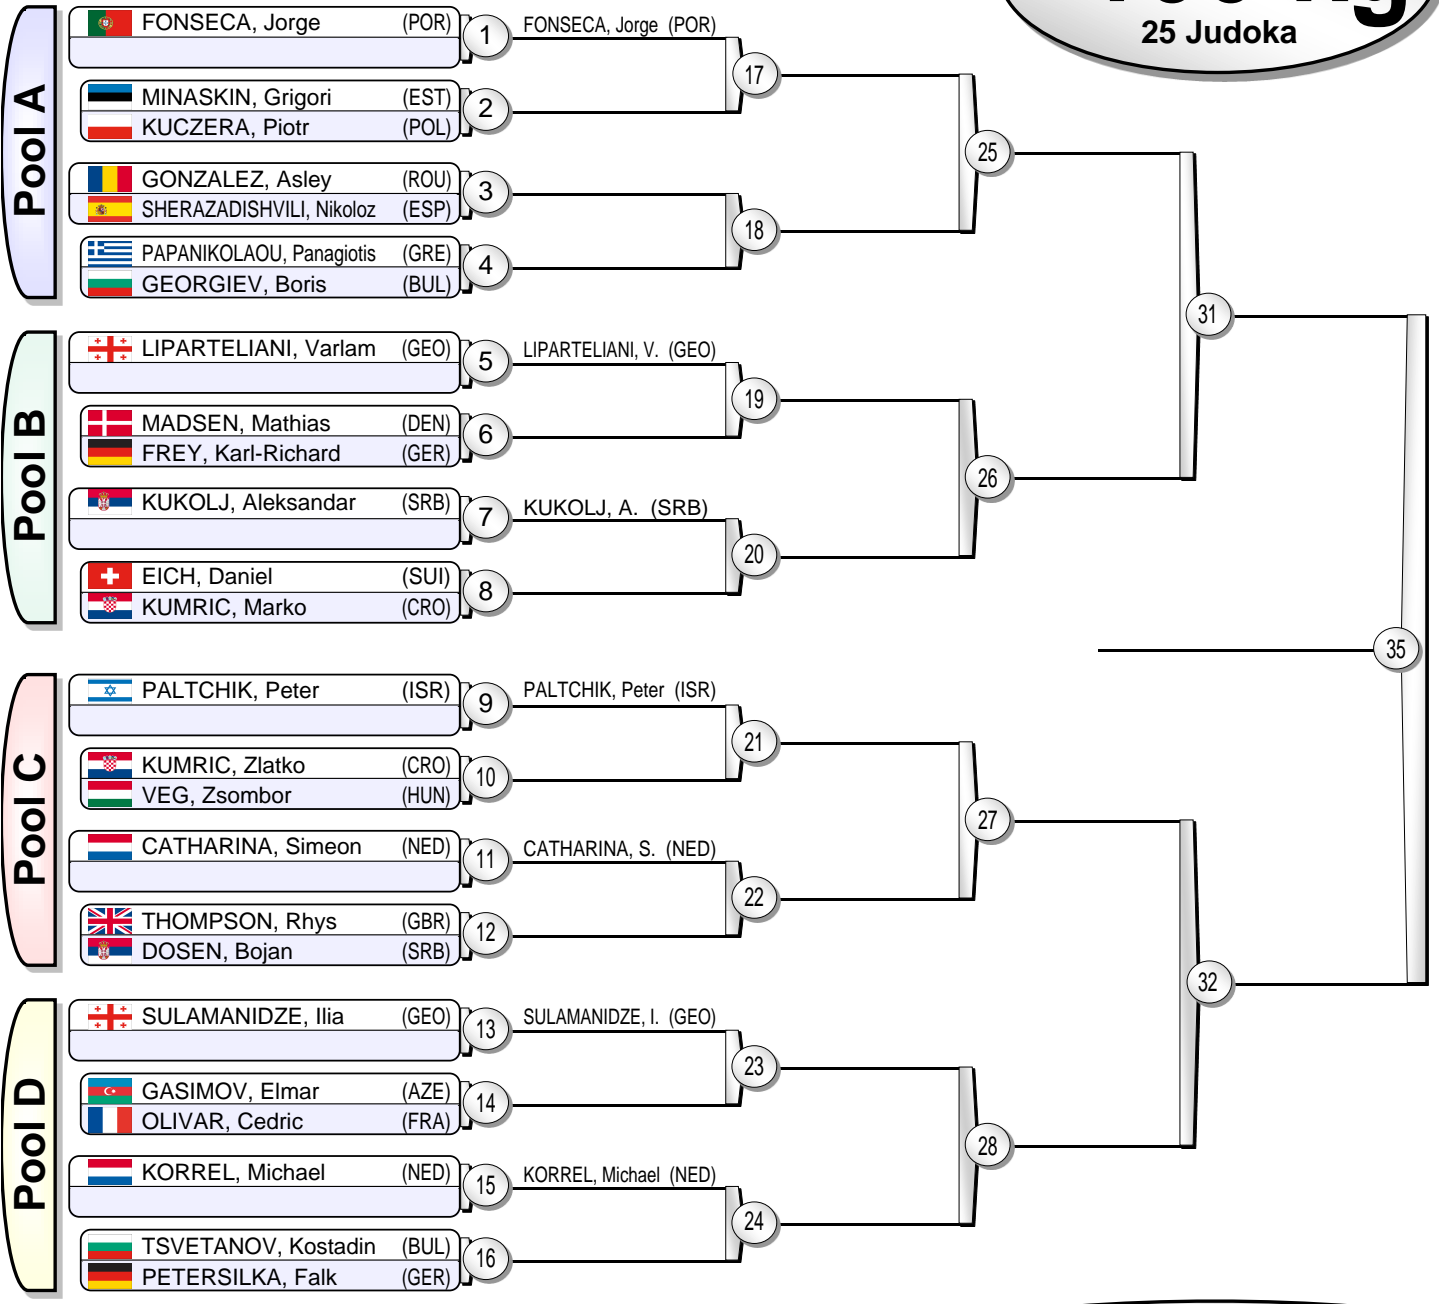 25 Judoka
Pool A
FONSECA, Jorge (POR)
1
FONSECA, Jorge (POR)
17
MINASKIN, Grigori (EST)
KUCZERA, Piotr (POL)
2
25
GONZALEZ, Asley (ROU)
SHERAZADISHVILI, Nikoloz (ESP)
3
18
PAPANIKOLAOU, Panagiotis (GRE)
GEORGIEV, Boris (BUL)
4
31
Pool B
LIPARTELIANI, Varlam (GEO)
5
LIPARTELIANI, V. (GEO)
19
MADSEN, Mathias (DEN)
FREY, Karl-Richard (GER)
6
26
KUKOLJ, Aleksandar (SRB)
7
KUKOLJ, A. (SRB)
20
EICH, Daniel (SUI)
KUMRIC, Marko (CRO)
8
35
Pool C
PALTCHIK, Peter (ISR)
9
PALTCHIK, Peter (ISR)
21
KUMRIC, Zlatko (CRO)
VEG, Zsombor (HUN)
10
27
CATHARINA, Simeon (NED)
11
CATHARINA, S. (NED)
22
THOMPSON, Rhys (GBR)
DOSEN, Bojan (SRB)
12
32
Pool D
SULAMANIDZE, Ilia (GEO)
13
SULAMANIDZE, I. (GEO)
23
GASIMOV, Elmar (AZE)
OLIVAR, Cedric (FRA)
14
28
KORREL, Michael (NED)
15
KORREL, Michael (NED)
24
TSVETANOV, Kostadin (BUL)
PETERSILKA, Falk (GER)
16